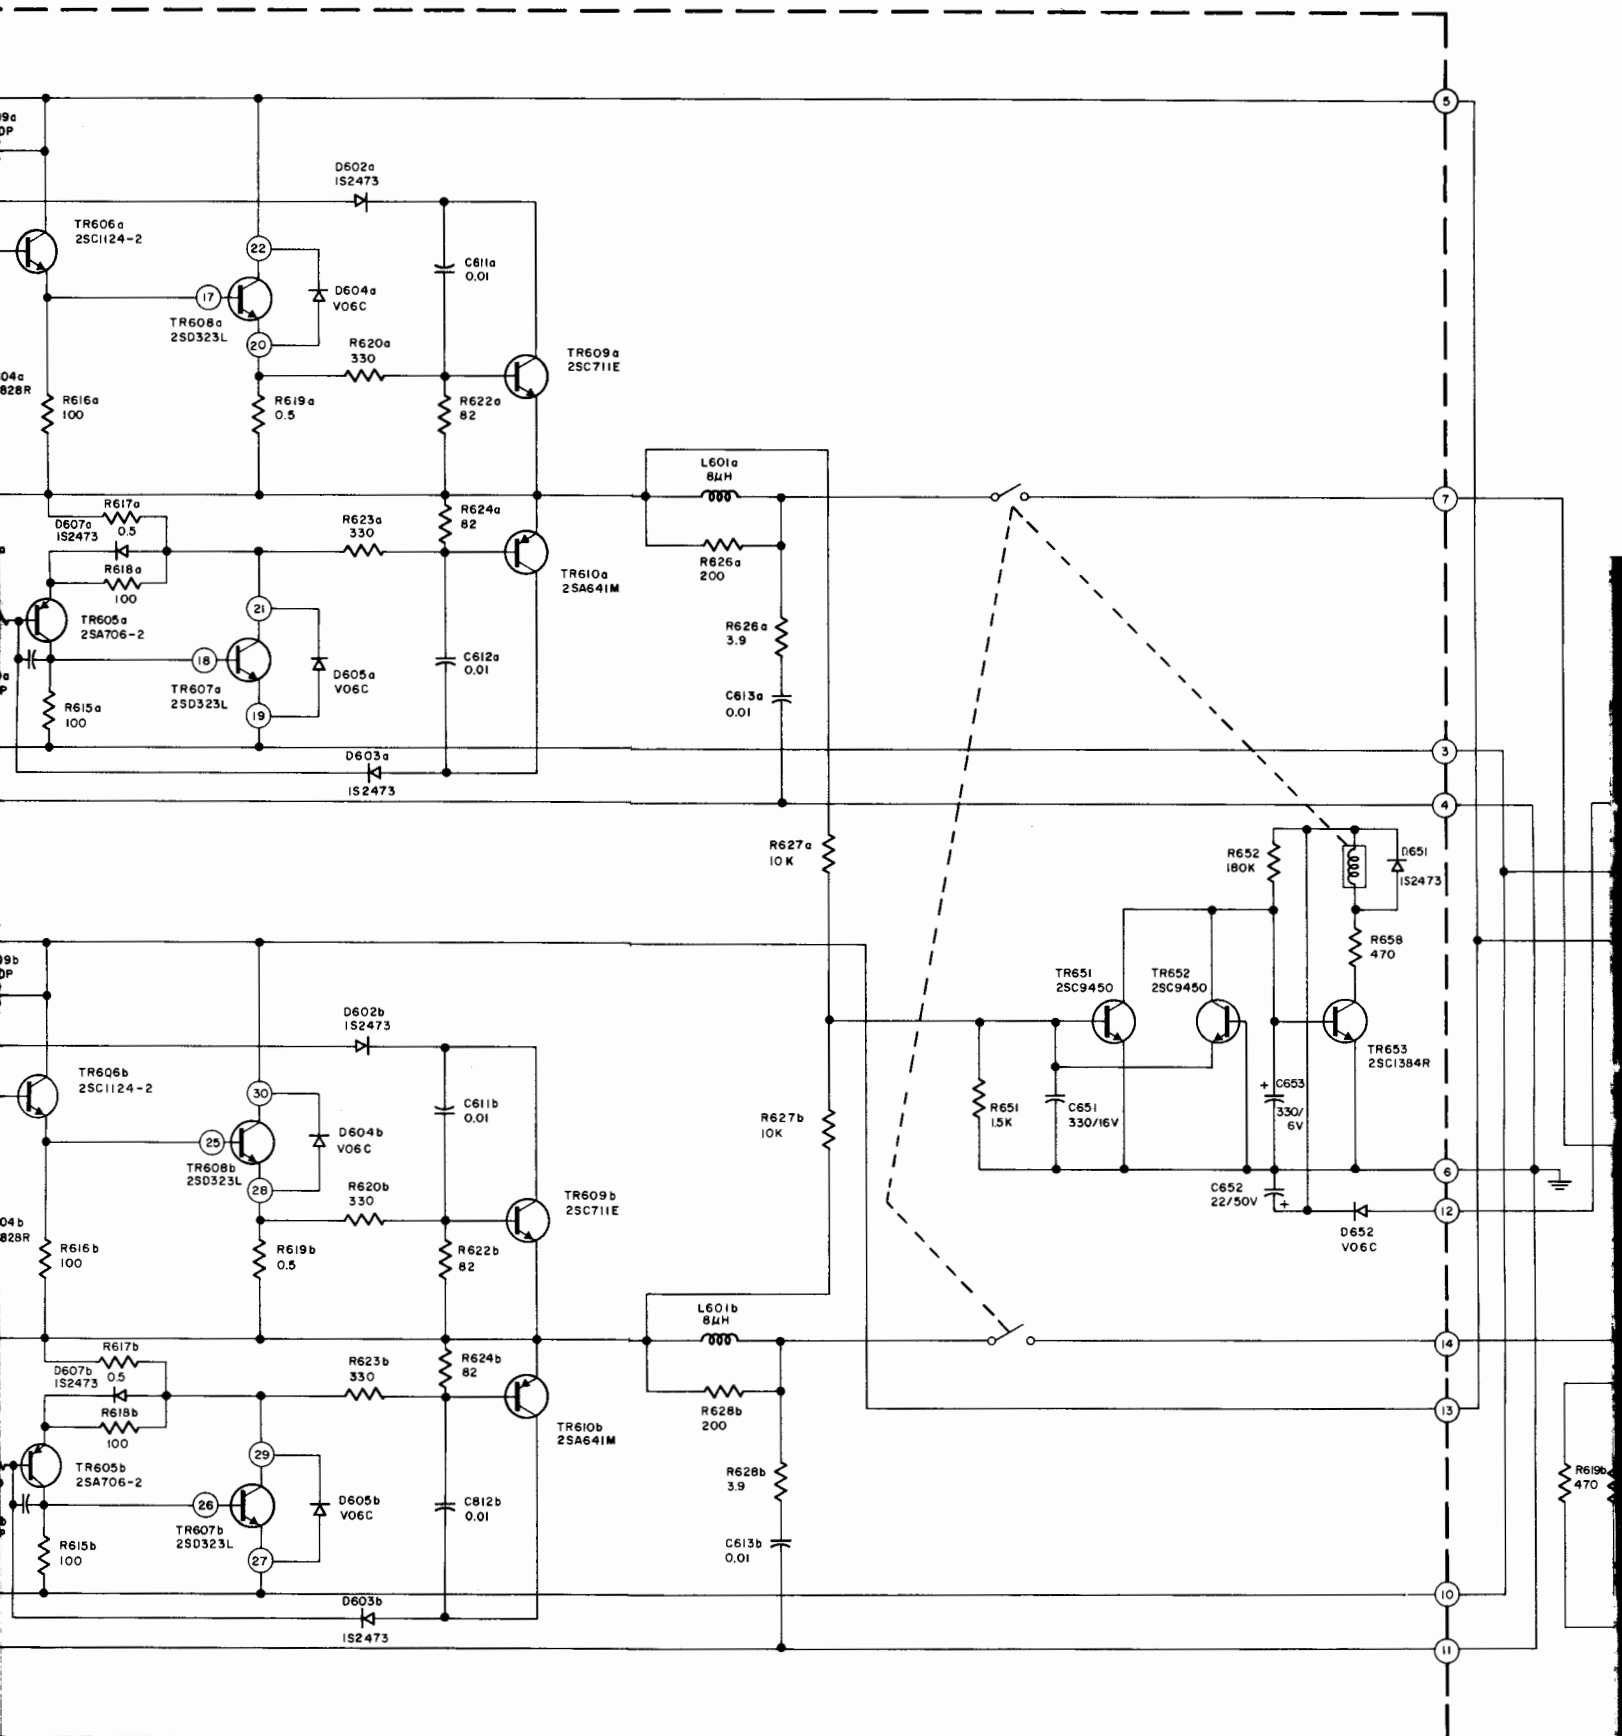 5
9a
0P
D602a
IS2473
TR606a
2SC1124-2
22
C611a
0.01
17
D604a
V06C
TR608a
2SD323L
20
R620a
330
TR609a
2SC711E
04a
828R
R616a
100
R619a
0.5
R622a
82
L601a
8µH
7
R617a
0.5
D607a
IS2473
R623a
330
R624a
82
R618a
100
R626a
200
TR610a
2SA641M
21
TR605a
2SA706-2
R626a
3.9
18
C612a
0.01
D605a
V06C
TR607a
2SD323L
C613a
0.01
R615a
100
19
3
D603a
IS2473
4
R627a
10K
R652
180K
D651
IS2473
R658
470
9b
0P
TR651
2SC9450
TR652
2SC9450
D602b
IS2473
TR653
2SC1384R
TR606b
2SC1124-2
30
C611b
0.01
R627b
10K
R651
1.5K
C651
330/16V
+
C653
330/
6V
25
D604b
V06C
TR608b
2SD323L
28
R620b
330
TR609b
2SC711E
6
C652
22/50V
+
12
D652
V06C
04b
828R
R616b
100
R619b
0.5
R622b
82
L601b
8µH
14
R617b
0.5
D607b
IS2473
R623b
330
R624b
82
R618b
100
R628b
200
13
TR610b
2SA641M
29
TR605b
2SA706-2
R628b
3.9
R619b
470
26
D605b
V06C
C812b
0.01
TR607b
2SD323L
C613b
0.01
R615b
100
27
10
D603b
IS2473
11